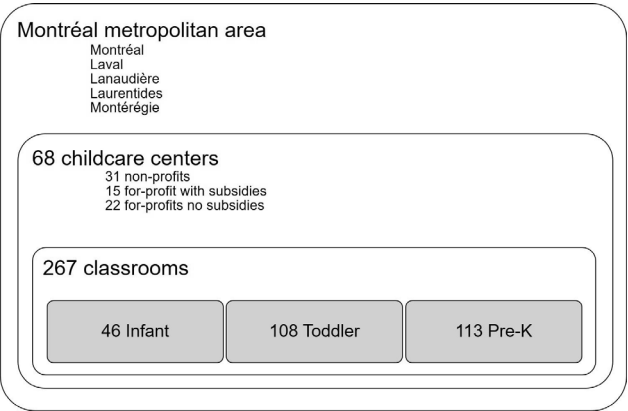 Montréal metropolitan area
Montréal
Laval
Lanaudière
Laurentides
Montérégie
68 childcare centers
31 non-profits
15 for-profit with subsidies
22 for-profits no subsidies
267 classrooms
46 Infant
108 Toddler
113 Pre-K